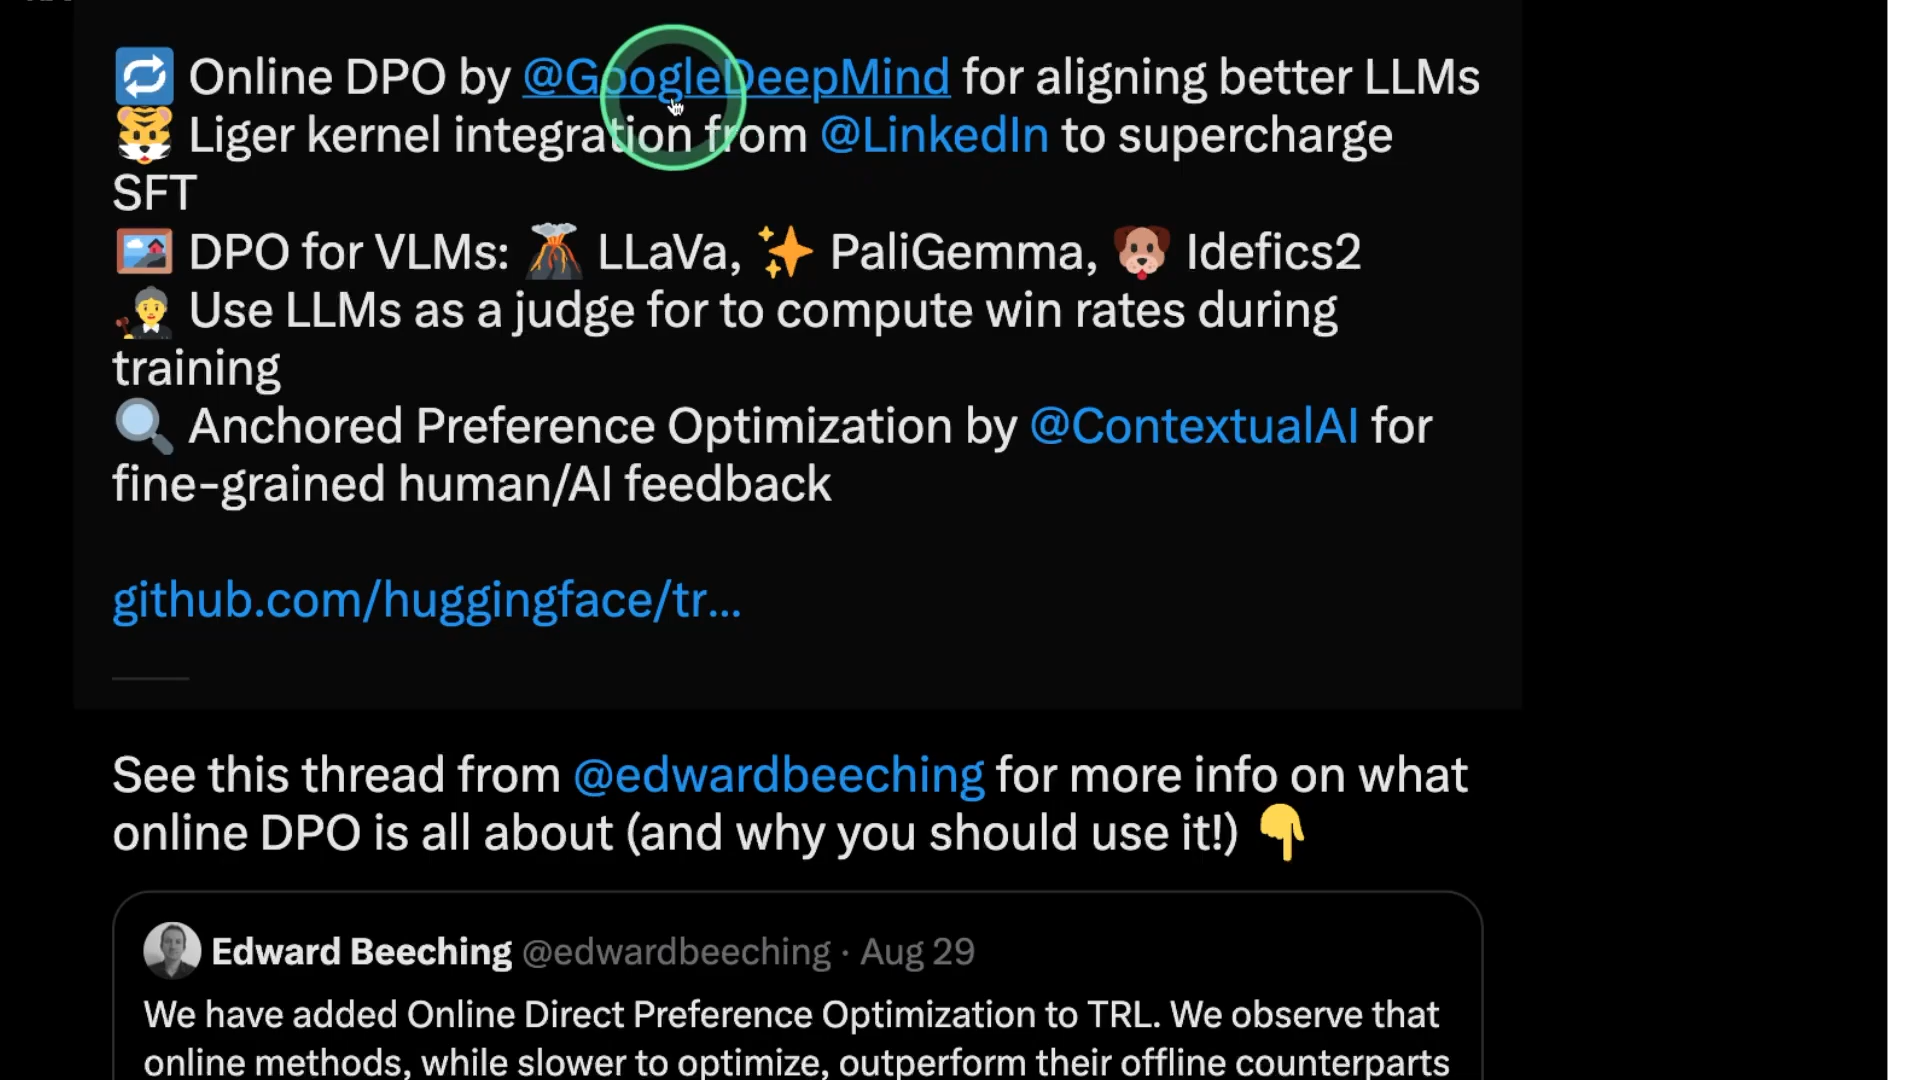 🔁 Online DPO by @GoogleDeepMind for aligning better LLMs
🐯 Liger kernel integration from @LinkedIn to supercharge
SFT
🖼️ DPO for VLMs: 🌋 LLaVa, ✨ PaliGemma, 🐶 Idefics2
🧑‍⚖️ Use LLMs as a judge for to compute win rates during
training
🔍 Anchored Preference Optimization by @ContextualAI for
fine-grained human/AI feedback
github.com/huggingface/tr...
See this thread from @edwardbeeching for more info on what
online DPO is all about (and why you should use it!) 👇
Edward Beeching @edwardbeeching · Aug 29
We have added Online Direct Preference Optimization to TRL. We observe that
online methods, while slower to optimize, outperform their offline counterparts